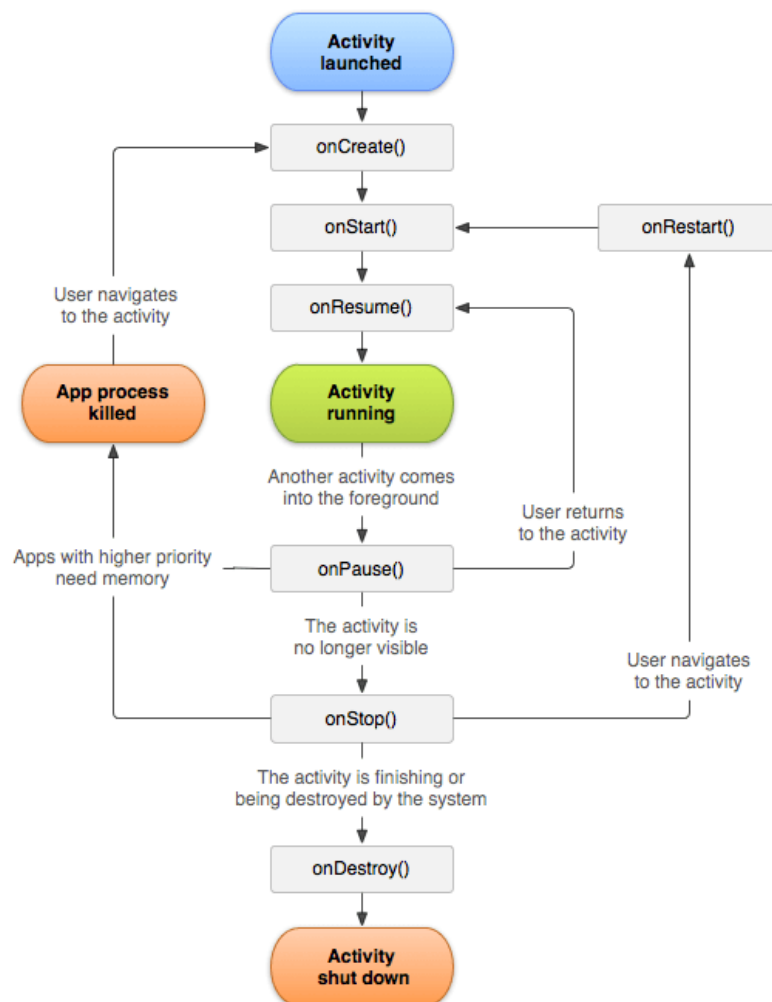 Activity
launched
onCreate()
onStart()
onRestart()
User navigates
to the activity
onResume()
App process
killed
Activity
running
Another activity comes
into the foreground
User returns
to the activity
Apps with higher priority
need memory
onPause()
The activity is
no longer visible
User navigates
to the activity
onStop()
The activity is finishing or
being destroyed by the system
onDestroy()
Activity
shut down